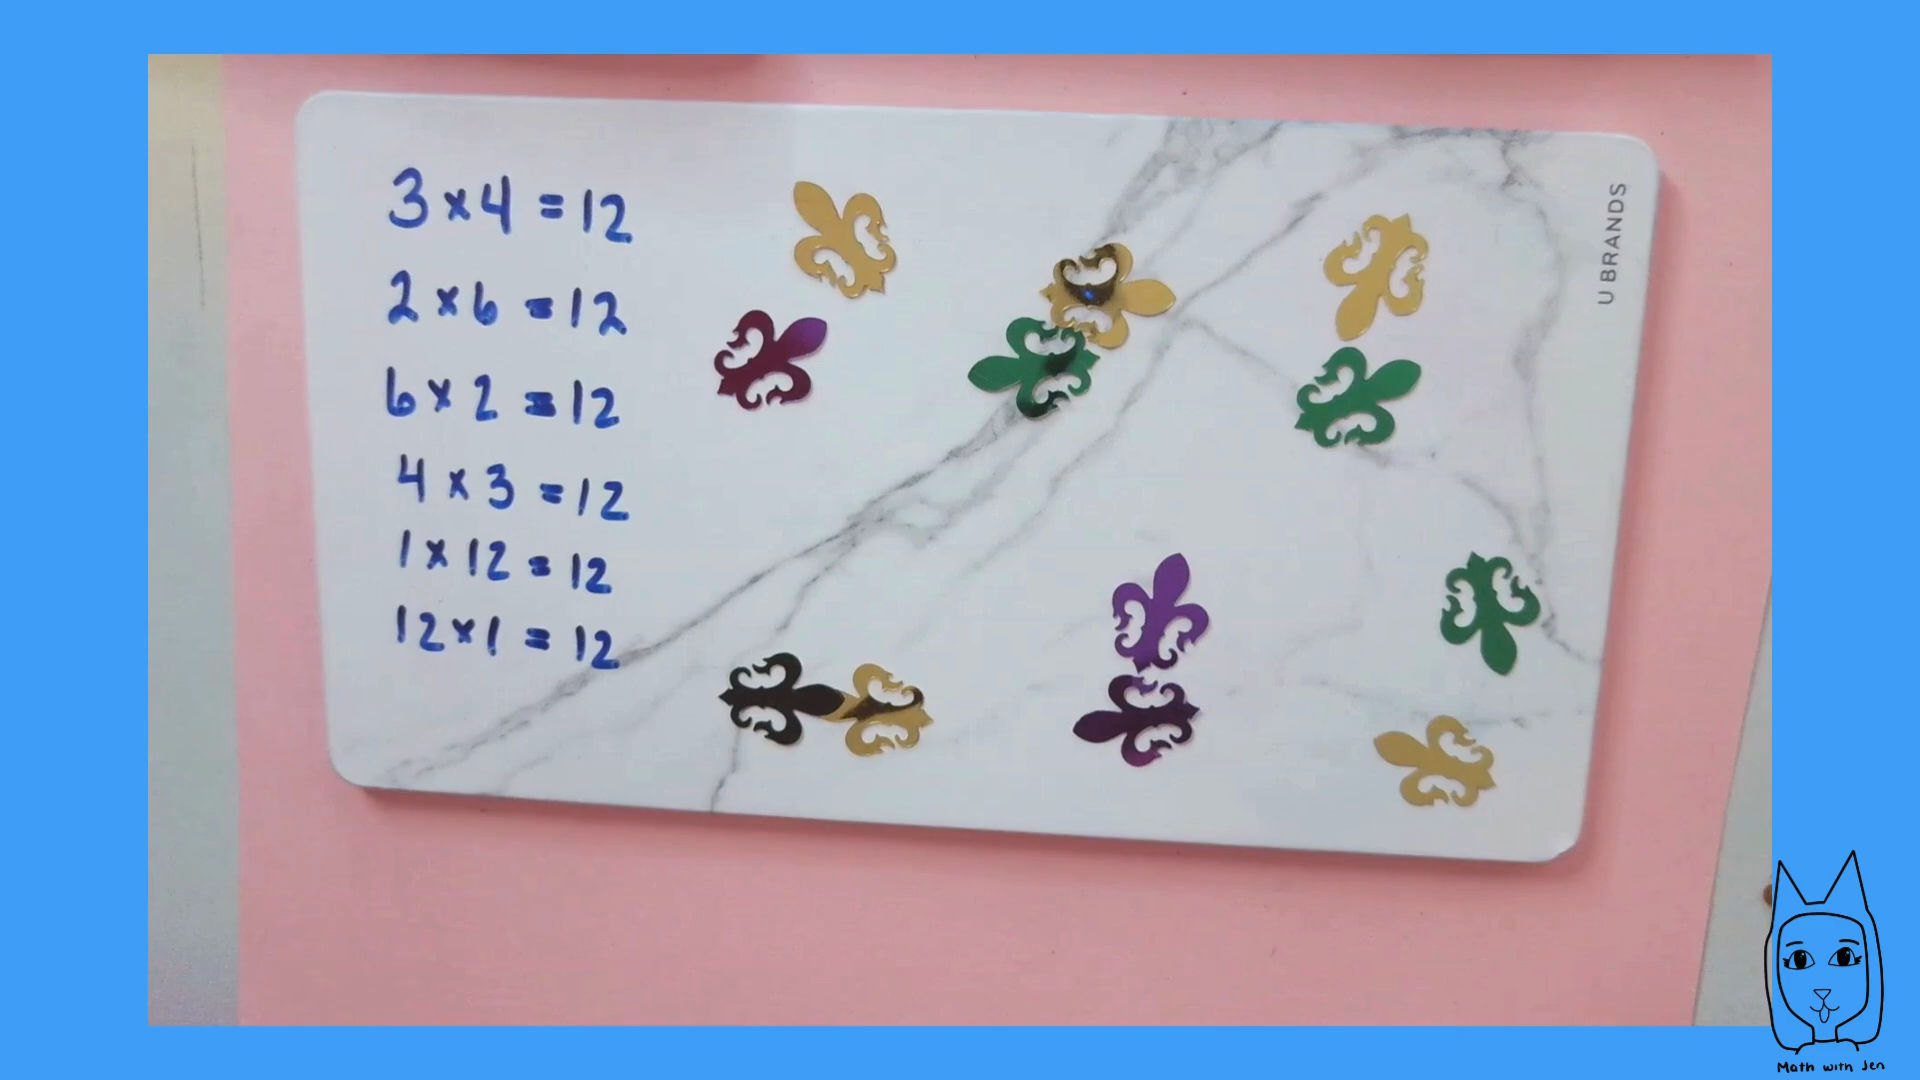 3 x 4 = 12
2 x 6 = 12
6 x 2 = 12
4 x 3 = 12
1 x 12 = 12
12 x 1 = 12
U BRANDS
Math with Jen